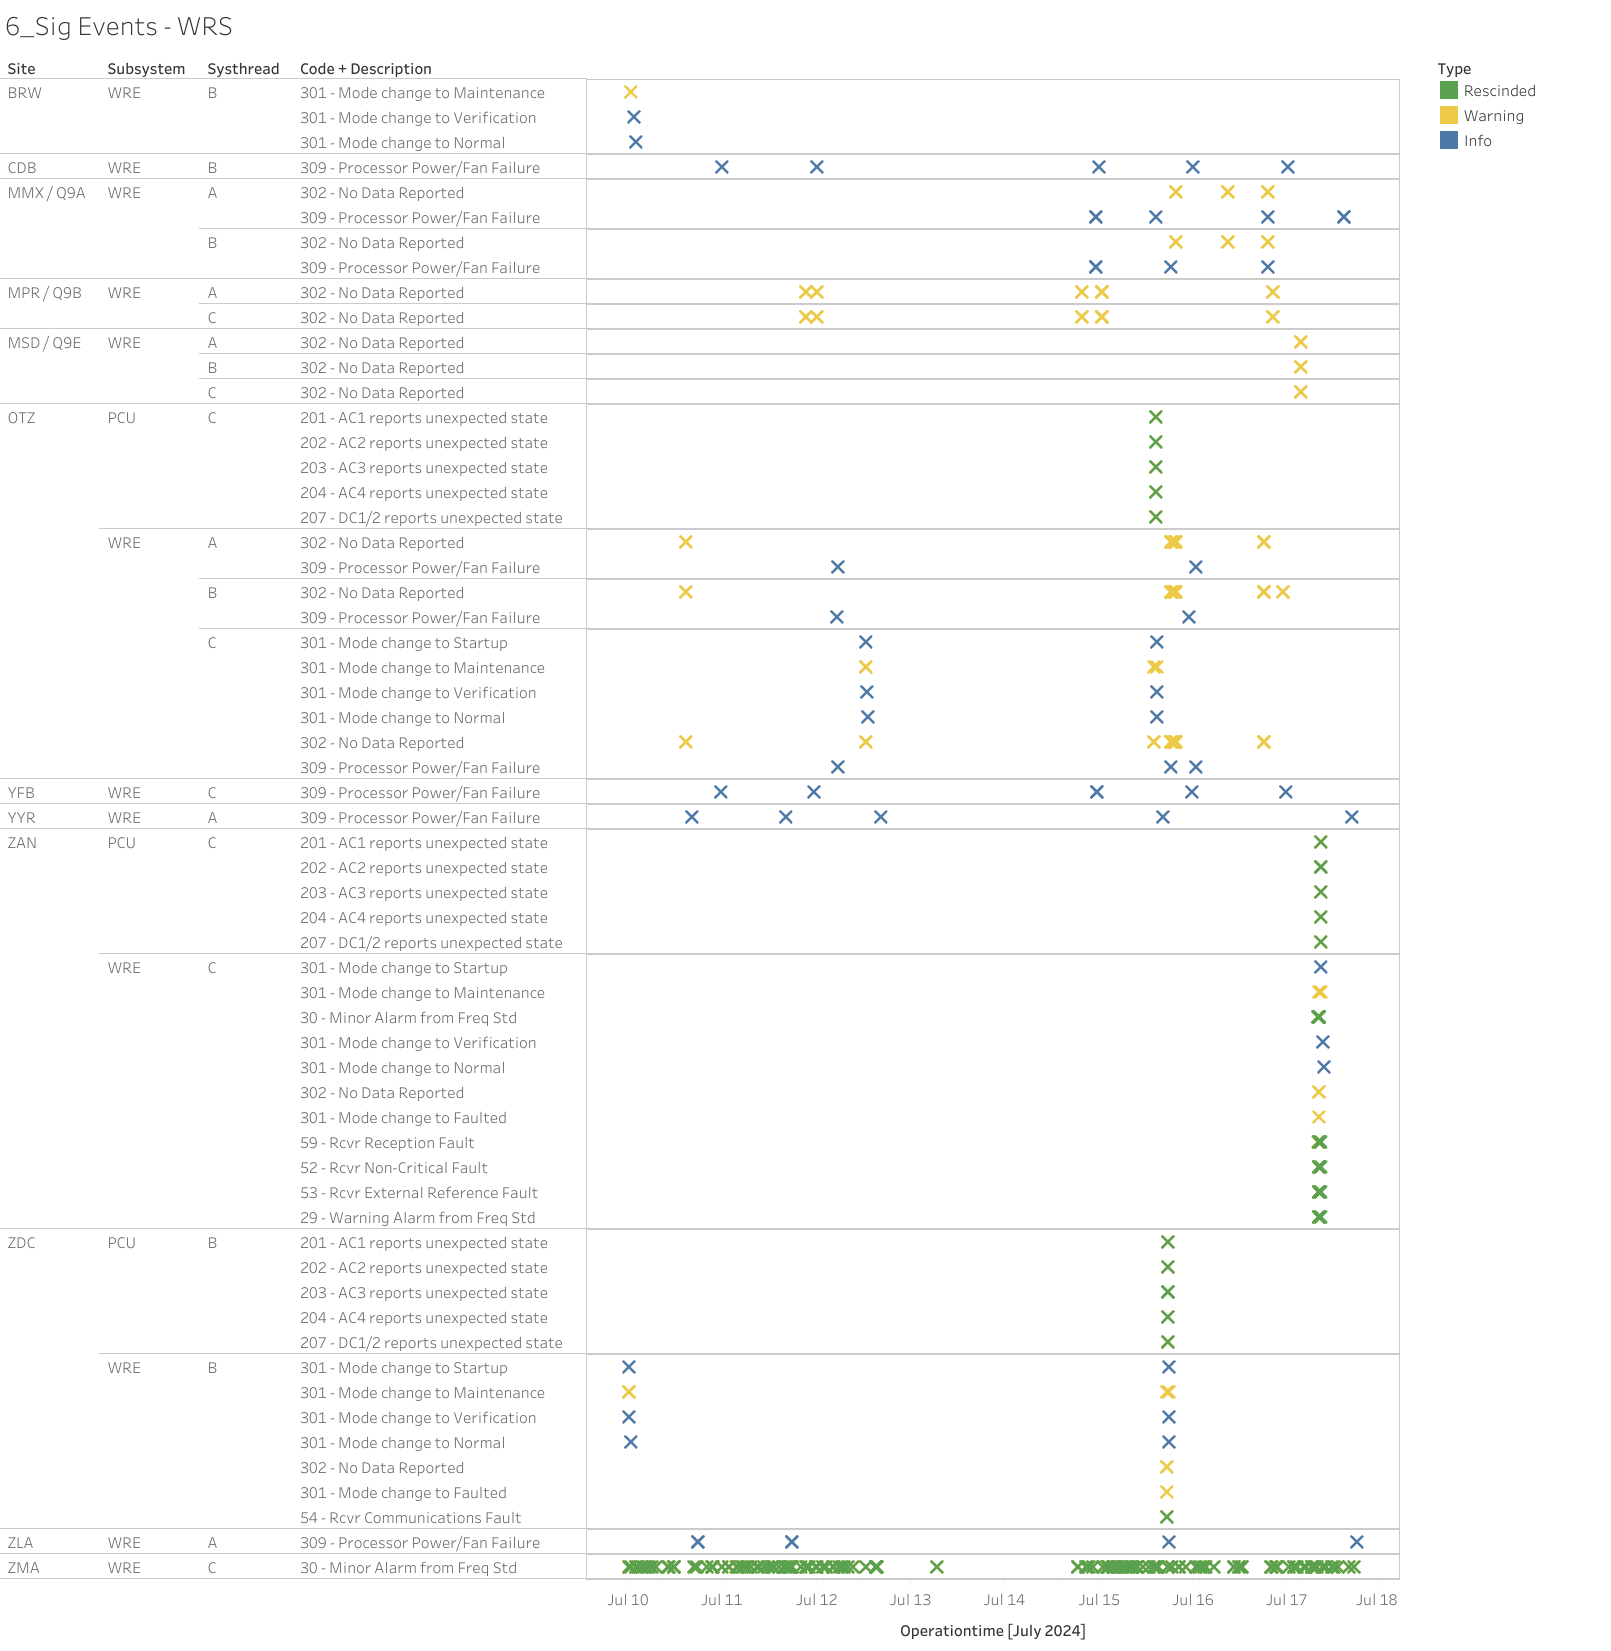 6_Sig Events - WRS
Site Subsystem Systhread Code + Description Type
BRW WRE B 301 - Mode change to Maintenance Rescinded
301 - Mode change to Verification Warning
301 - Mode change to Normal Info
CDB WRE B 309 - Processor Power/Fan Failure
MMX / Q9A WRE A 302 - No Data Reported
309 - Processor Power/Fan Failure
B 302 - No Data Reported
309 - Processor Power/Fan Failure
MPR / Q9B WRE A 302 - No Data Reported
C 302 - No Data Reported
MSD / Q9E WRE A 302 - No Data Reported
B 302 - No Data Reported
C 302 - No Data Reported
OTZ PCU C 201 - AC1 reports unexpected state
202 - AC2 reports unexpected state
203 - AC3 reports unexpected state
204 - AC4 reports unexpected state
207 - DC1/2 reports unexpected state
WRE A 302 - No Data Reported
309 - Processor Power/Fan Failure
B 302 - No Data Reported
309 - Processor Power/Fan Failure
C 301 - Mode change to Startup
301 - Mode change to Maintenance
301 - Mode change to Verification
301 - Mode change to Normal
302 - No Data Reported
309 - Processor Power/Fan Failure
YFB WRE C 309 - Processor Power/Fan Failure
YYR WRE A 309 - Processor Power/Fan Failure
ZAN PCU C 201 - AC1 reports unexpected state
202 - AC2 reports unexpected state
203 - AC3 reports unexpected state
204 - AC4 reports unexpected state
207 - DC1/2 reports unexpected state
WRE C 301 - Mode change to Startup
301 - Mode change to Maintenance
30 - Minor Alarm from Freq Std
301 - Mode change to Verification
301 - Mode change to Normal
302 - No Data Reported
301 - Mode change to Faulted
59 - Rcvr Reception Fault
52 - Rcvr Non-Critical Fault
53 - Rcvr External Reference Fault
29 - Warning Alarm from Freq Std
ZDC PCU B 201 - AC1 reports unexpected state
202 - AC2 reports unexpected state
203 - AC3 reports unexpected state
204 - AC4 reports unexpected state
207 - DC1/2 reports unexpected state
WRE B 301 - Mode change to Startup
301 - Mode change to Maintenance
301 - Mode change to Verification
301 - Mode change to Normal
302 - No Data Reported
301 - Mode change to Faulted
54 - Rcvr Communications Fault
ZLA WRE A 309 - Processor Power/Fan Failure
ZMA WRE C 30 - Minor Alarm from Freq Std
Jul 10 Jul 11 Jul 12 Jul 13 Jul 14 Jul 15 Jul 16 Jul 17 Jul 18
Operationtime [July 2024]